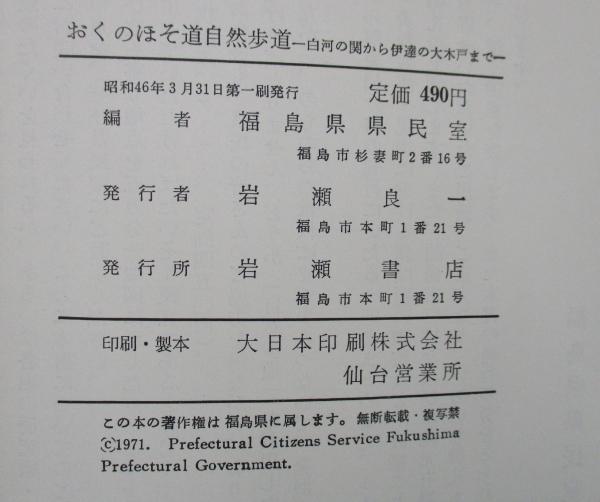 おくのほそ道自然歩道―白河の関から伊達の大木戸まで―
昭和46年3月31日第一刷発行　定価 490円
編者　福島県県民室
福島市杉妻町2番16号
発行者　岩瀬良一
福島市本町1番21号
発行所　岩瀬書店
福島市本町1番21号
印刷・製本　大日本印刷株式会社
仙台営業所
この本の著作権は福島県に属します。無断転載・複写禁
©1971. Prefectural Citizens Service Fukushima
Prefectural Government.